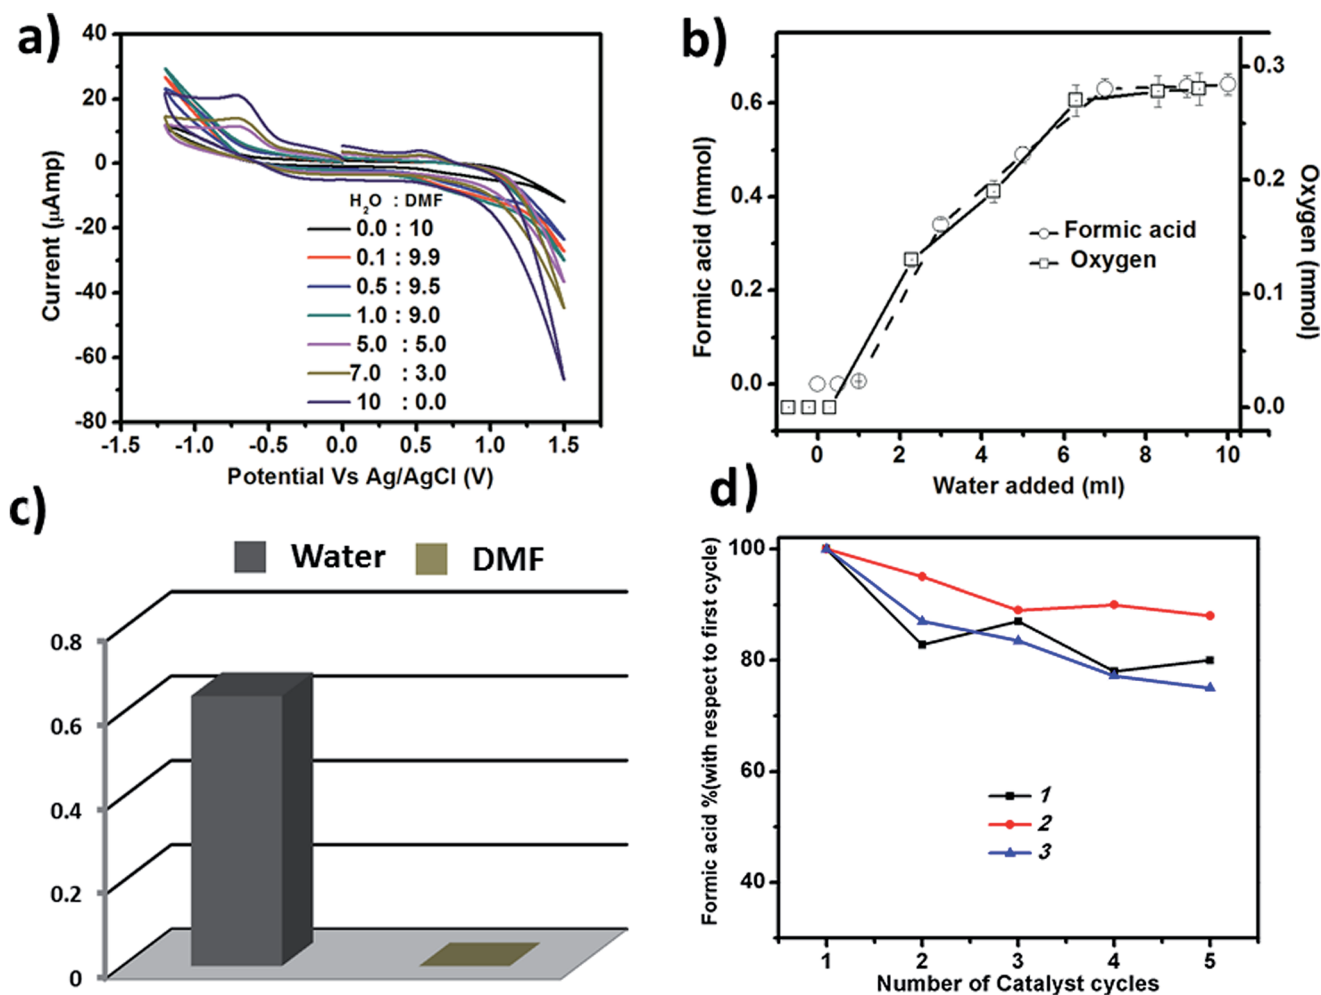 a)
40
20
0
-20
-40
-60
-80
-1.5 -1.0 -0.5 0.0 0.5 1.0 1.5
Current (µAmp)
Potential Vs Ag/AgCl (V)
H2O : DMF
0.0 : 10
0.1 : 9.9
0.5 : 9.5
1.0 : 9.0
5.0 : 5.0
7.0 : 3.0
10 : 0.0
b)
0.6
0.4
0.2
0.0
Formic acid (mmol)
0.3
0.2
0.1
0.0
Oxygen (mmol)
Formic acid
Oxygen
0 2 4 6 8 10
Water added (ml)
c)
Water DMF
0.8
0.6
0.4
0.2
0
d)
100
80
60
40
Formic acid %(with respect to first cycle)
1
2
3
1 2 3 4 5
Number of Catalyst cycles